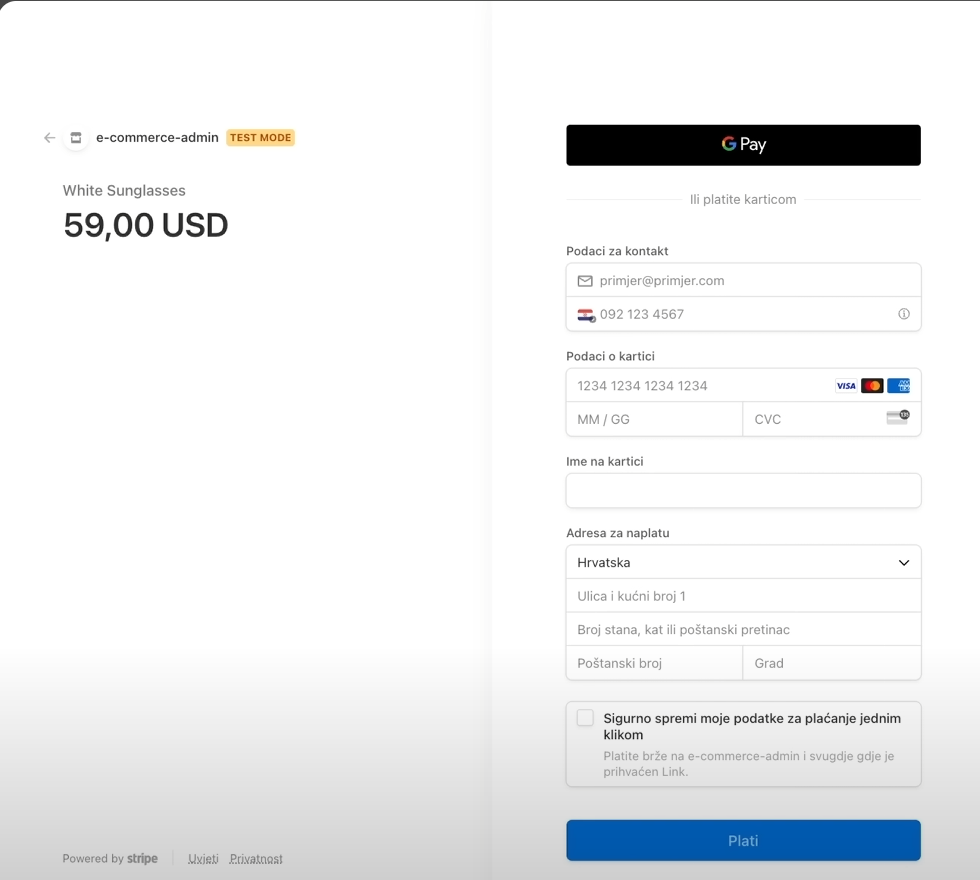 e-commerce-admin TEST MODE
White Sunglasses
59,00 USD
Powered by stripe Uvjeti Privatnost
G Pay
Ili platite karticom
Podaci za kontakt
primjer@primjer.com
092 123 4567
Podaci o kartici
1234 1234 1234 1234 VISA
MM / GG CVC 135
Ime na kartici
Adresa za naplatu
Hrvatska
Ulica i kućni broj 1
Broj stana, kat ili poštanski pretinac
Poštanski broj Grad
Sigurno spremi moje podatke za plaćanje jednim
klikom
Platite brže na e-commerce-admin i svugdje gdje je
prihvaćen Link.
Plati